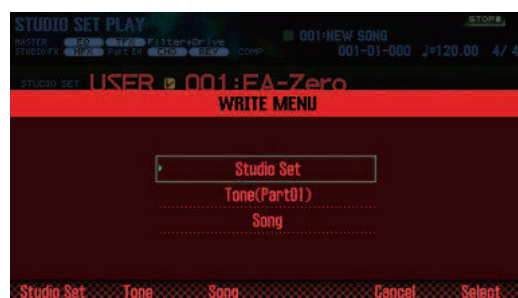 STUDIO SET PLAY
STOP■
MASTER EQ TFX Filter+Drive
001:NEW SONG
STUDIO FX MFX Part EQ CHO REV COMP
001-01-000 J=120.00 4/ 4
STUDIO SET USER 001:FA-Zero
WRITE MENU
Studio Set
Tone(Part01)
Song
Studio Set Tone Song Cancel Select